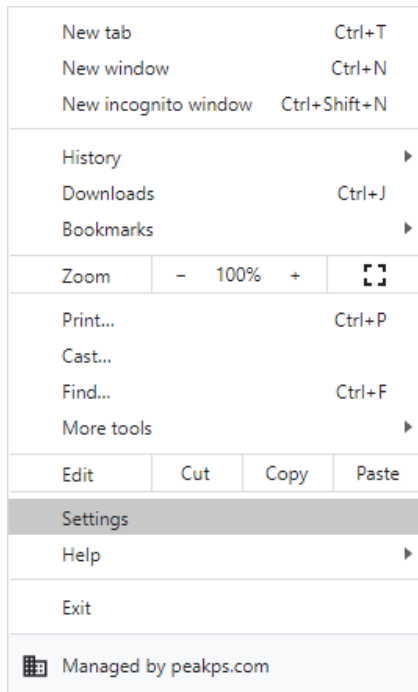 New tab Ctrl+T
New window Ctrl+N
New incognito window Ctrl+Shift+N
History
Downloads Ctrl+J
Bookmarks
Zoom − 100% +
Print... Ctrl+P
Cast...
Find... Ctrl+F
More tools
Edit Cut Copy Paste
Settings
Help
Exit
Managed by peakps.com